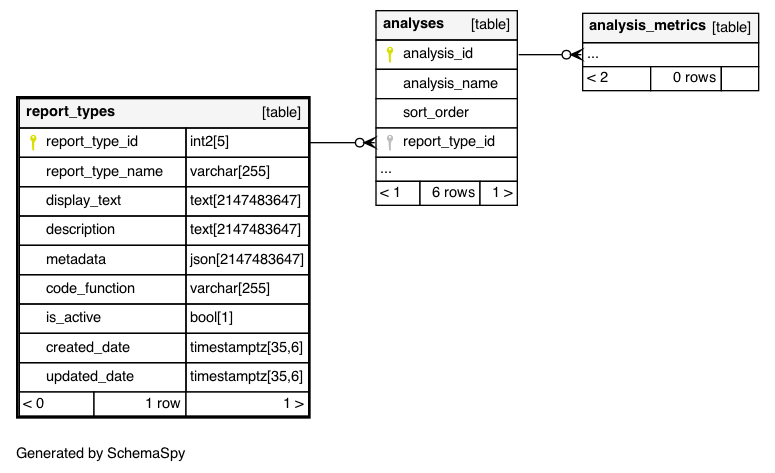 analyses [table]
analysis_id
analysis_name
sort_order
report_type_id
...
< 1 6 rows 1 >
analysis_metrics [table]
...
< 2 0 rows
report_types [table]
report_type_id int2[5]
report_type_name varchar[255]
display_text text[2147483647]
description text[2147483647]
metadata json[2147483647]
code_function varchar[255]
is_active bool[1]
created_date timestamptz[35,6]
updated_date timestamptz[35,6]
< 0 1 row 1 >
Generated by SchemaSpy